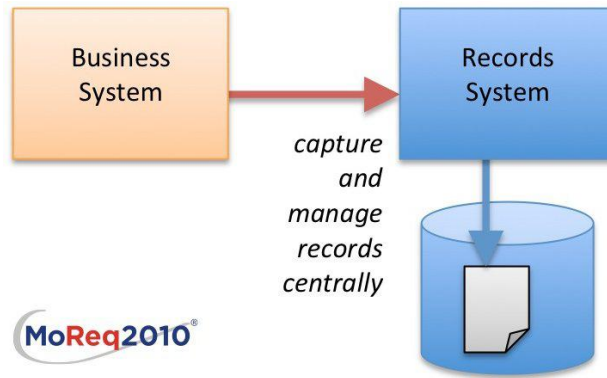 Business
System
Records
System
capture
and
manage
records
centrally
MoReq2010®